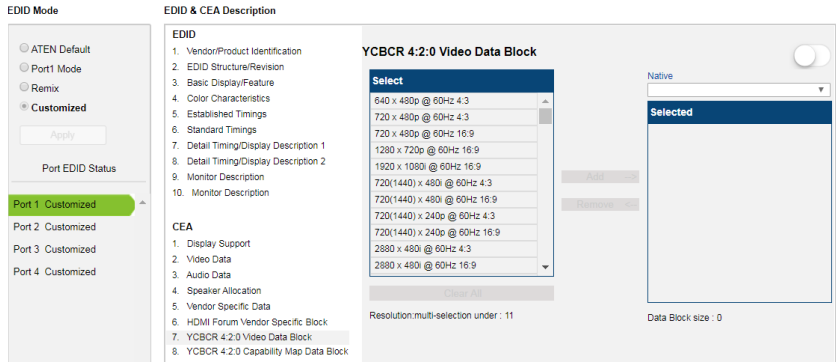 EDID Mode
ATEN Default
Port1 Mode
Remix
Customized
Apply
Port EDID Status
Port 1 Customized
Port 2 Customized
Port 3 Customized
Port 4 Customized
EDID & CEA Description
EDID
1. Vendor/Product Identification
2. EDID Structure/Revision
3. Basic Display/Feature
4. Color Characteristics
5. Established Timings
6. Standard Timings
7. Detail Timing/Display Description 1
8. Detail Timing/Display Description 2
9. Monitor Description
10. Monitor Description
CEA
1. Display Support
2. Video Data
3. Audio Data
4. Speaker Allocation
5. Vendor Specific Data
6. HDMI Forum Vendor Specific Block
7. YCBCR 4:2:0 Video Data Block
8. YCBCR 4:2:0 Capability Map Data Block
YCBCR 4:2:0 Video Data Block
Select
640 x 480p @ 60Hz 4:3
720 x 480p @ 60Hz 4:3
720 x 480p @ 60Hz 16:9
1280 x 720p @ 60Hz 16:9
1920 x 1080i @ 60Hz 16:9
720(1440) x 480i @ 60Hz 4:3
720(1440) x 480i @ 60Hz 16:9
720(1440) x 240p @ 60Hz 4:3
720(1440) x 240p @ 60Hz 16:9
2880 x 480i @ 60Hz 4:3
2880 x 480i @ 60Hz 16:9
Clear All
Resolution:multi-selection under : 11
Add -->
Remove <--
Native
Selected
Data Block size : 0